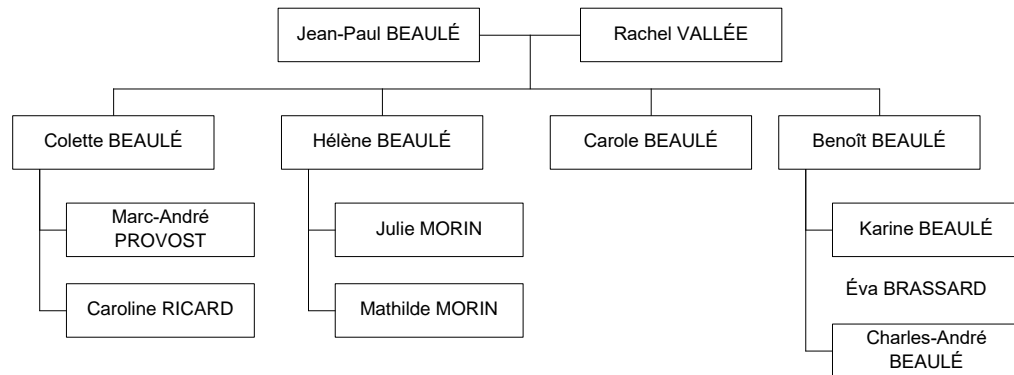 Jean-Paul BEAULÉ
Rachel VALLÉE
Colette BEAULÉ
Hélène BEAULÉ
Carole BEAULÉ
Benoît BEAULÉ
Marc-André
PROVOST
Julie MORIN
Karine BEAULÉ
Éva BRASSARD
Caroline RICARD
Mathilde MORIN
Charles-André
BEAULÉ